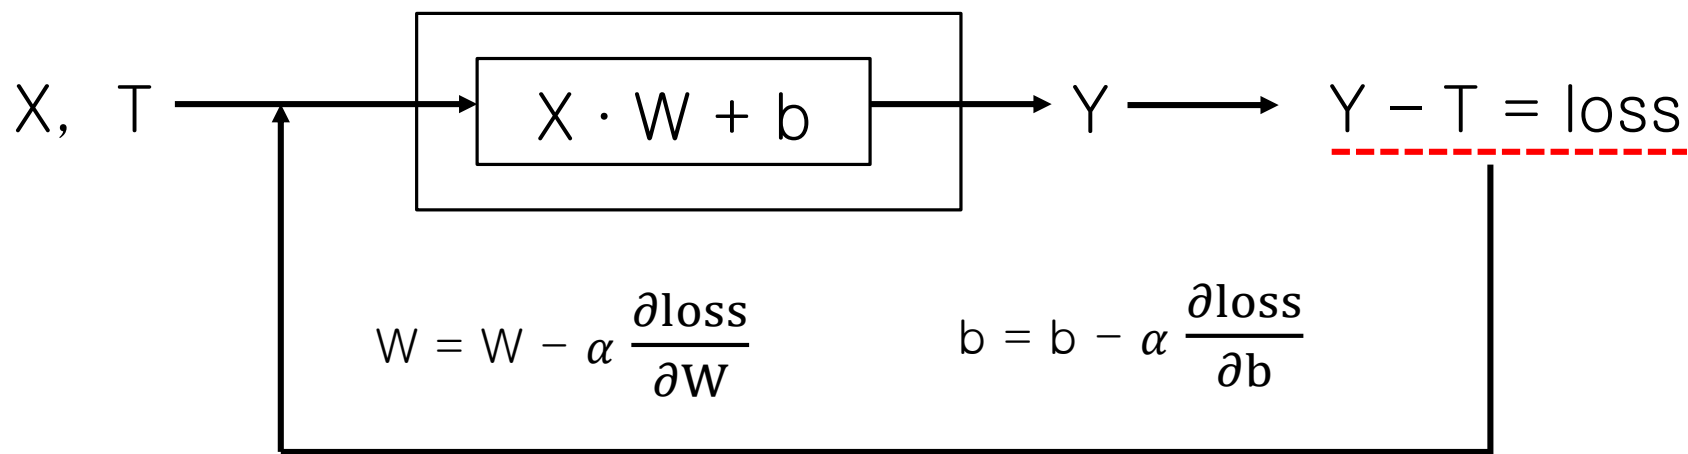 X, T
X · W + b
Y
Y − T = loss
W = W − α ∂loss/∂W
b = b − α ∂loss/∂b